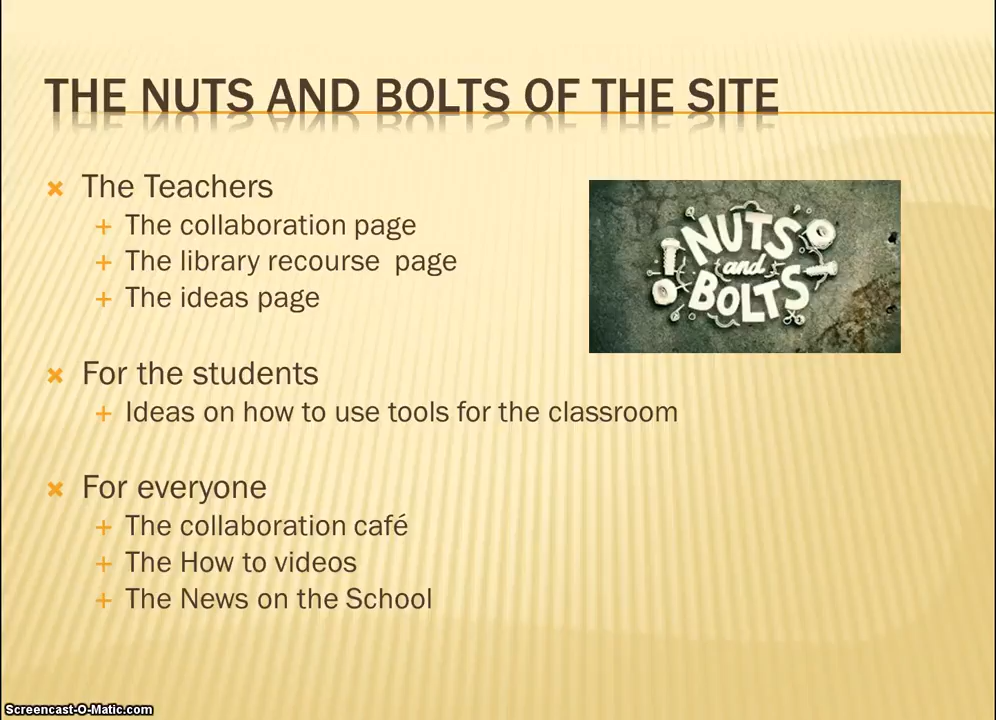 THE NUTS AND BOLTS OF THE SITE
The Teachers
The collaboration page
The library recourse page
The ideas page
NUTS
and
BOLTS
For the students
Ideas on how to use tools for the classroom
For everyone
The collaboration café
The How to videos
The News on the School
Screencast-O-Matic.com